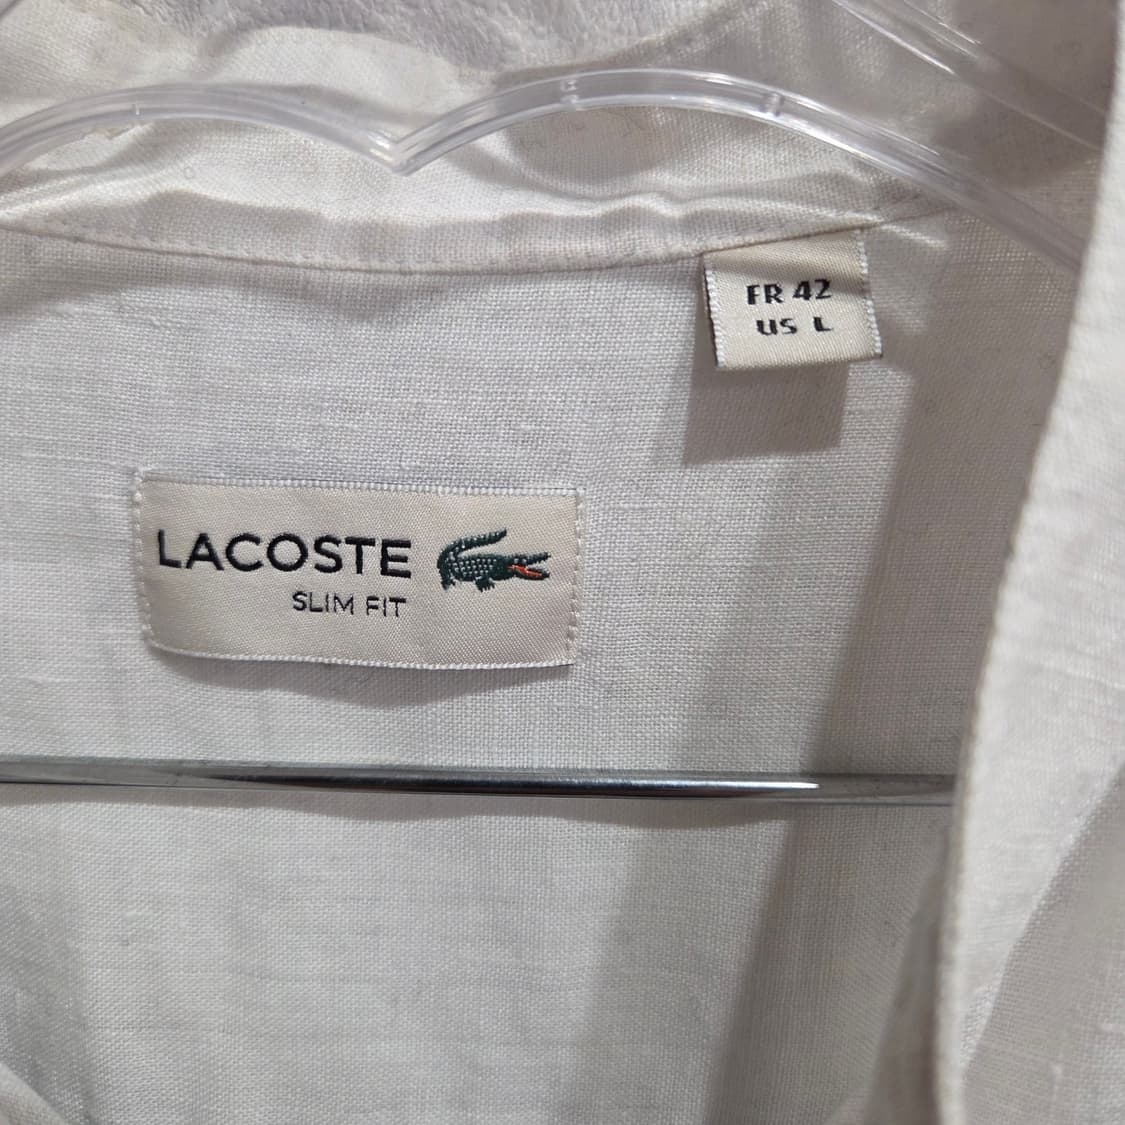 FR 42
US L
LACOSTE
SLIM FIT